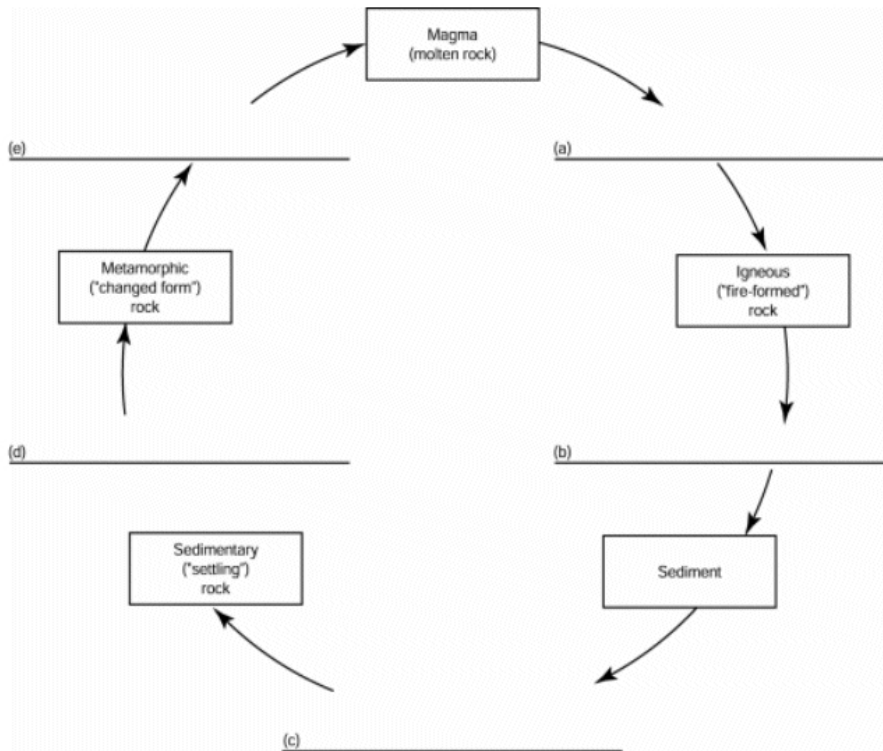 Magma
(molten rock)
(e)
(a)
Metamorphic
("changed form")
rock
Igneous
("fire-formed")
rock
(d)
(b)
Sedimentary
("settling")
rock
Sediment
(c)